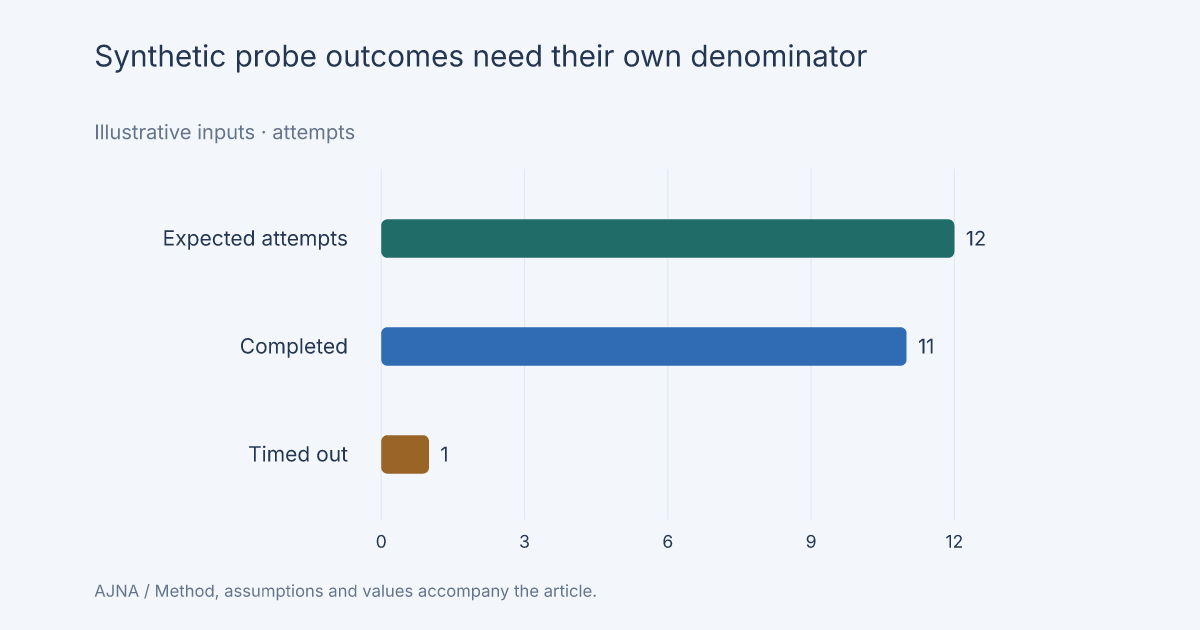 Synthetic probe outcomes need their own denominator
Illustrative inputs · attempts
Expected attempts 12
Completed 11
Timed out 1
0 3 6 9 12
AJNA / Method, assumptions and values accompany the article.